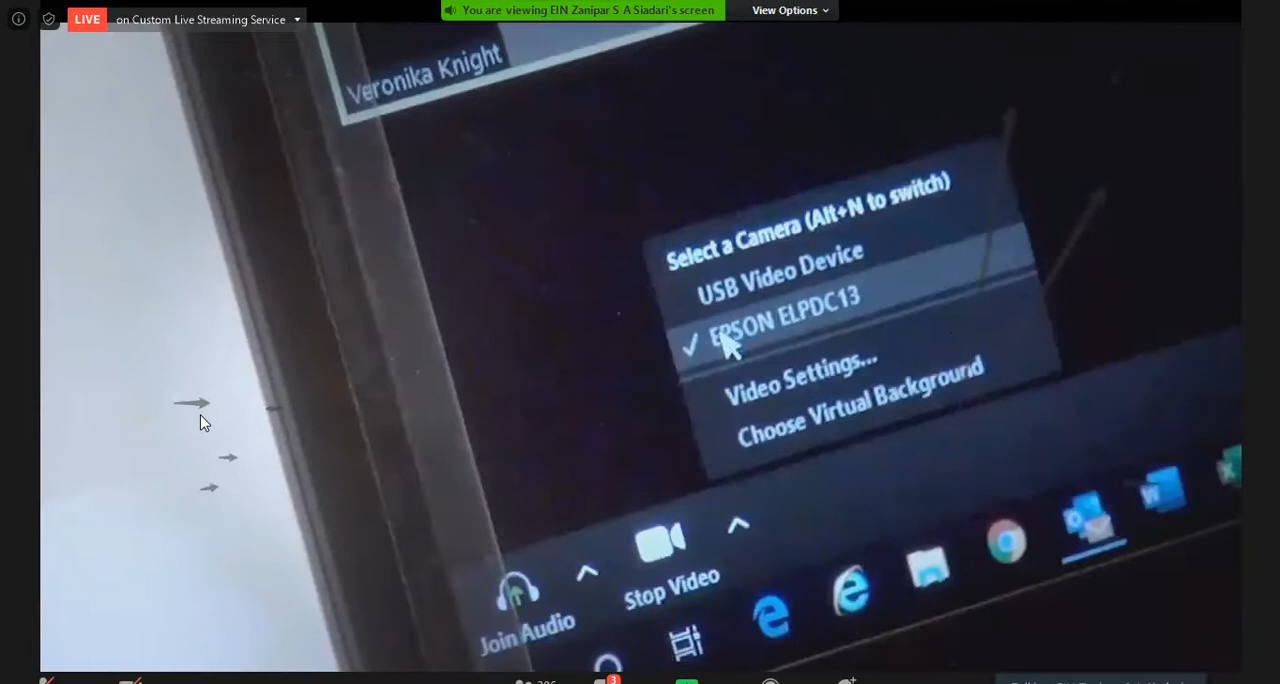 LIVE on Custom Live Streaming Service
You are viewing EIN Zanipar S A Siadari's screen
View Options
Veronika Knight
Select a Camera (Alt+N to switch)
USB Video Device
EPSON ELPDC13
Video Settings...
Choose Virtual Background
Stop Video
Join Audio
3